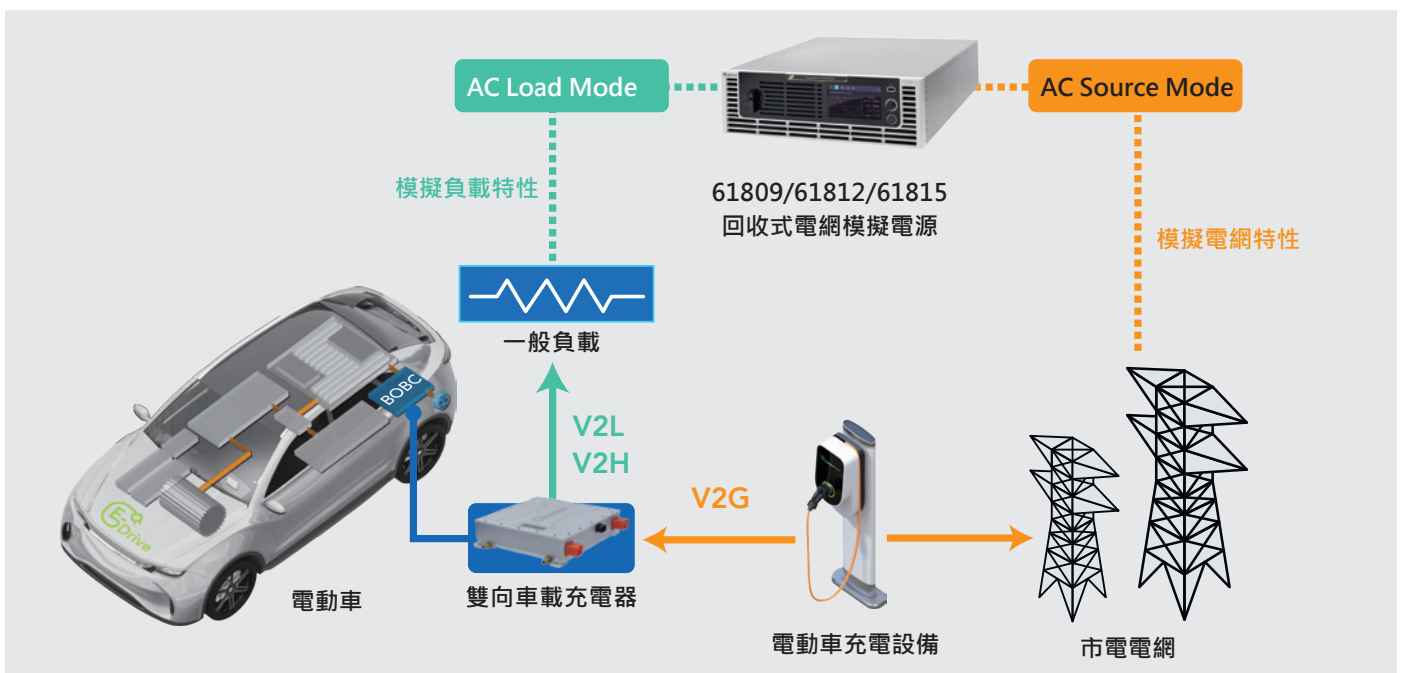 AC Load Mode
AC Source Mode
61809/61812/61815
回收式電網模擬電源
模擬負載特性
模擬電網特性
一般負載
BOBC
V2L
V2H
V2G
E
Drive
電動車
雙向車載充電器
電動車充電設備
市電電網